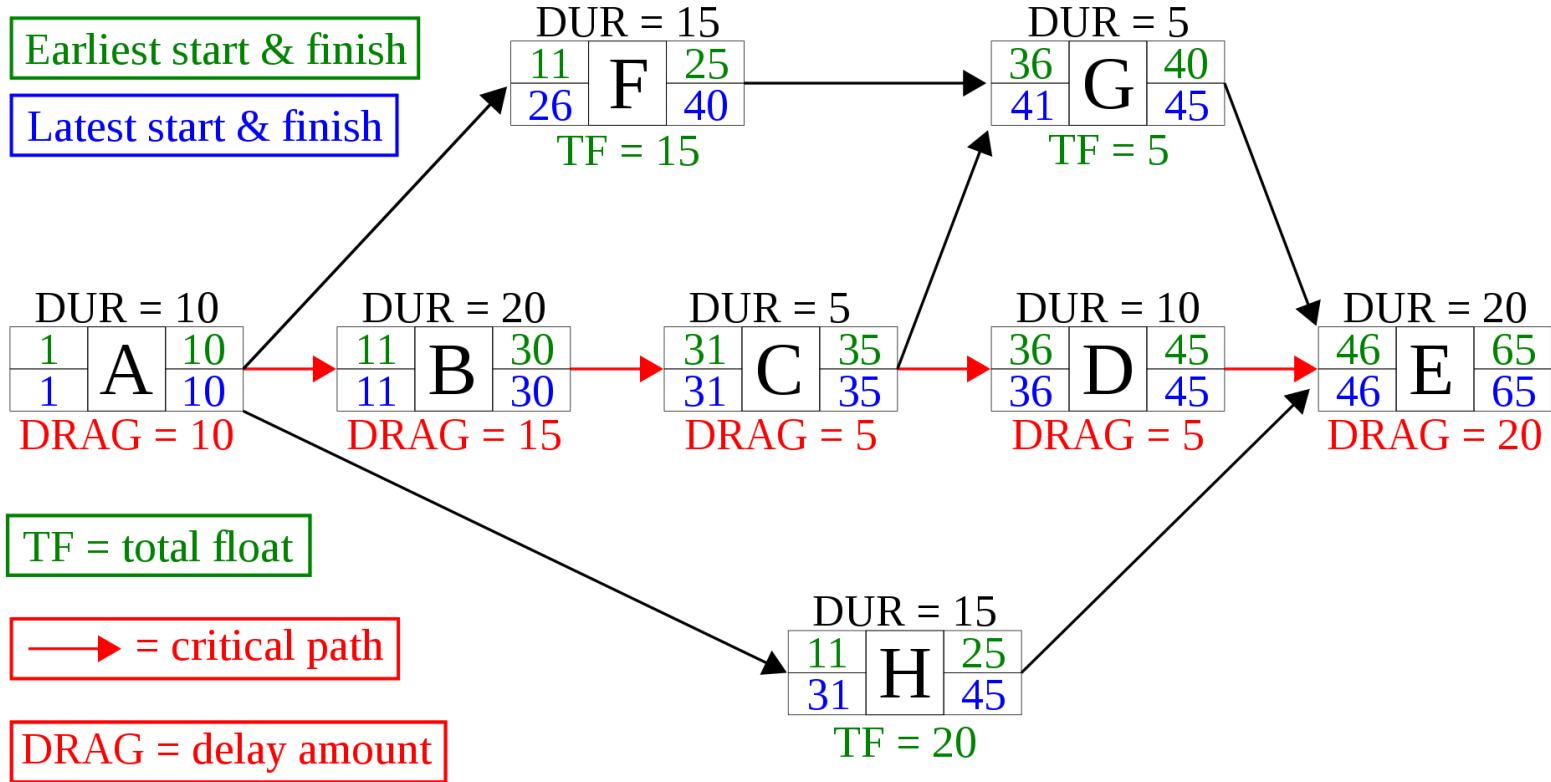 Earliest start & finish
Latest start & finish
DUR = 15
11 F 25
26 40
TF = 15
DUR = 5
36 G 40
41 45
TF = 5
DUR = 10
1 A 10
1 10
DRAG = 10
DUR = 20
11 B 30
11 30
DRAG = 15
DUR = 5
31 C 35
31 35
DRAG = 5
DUR = 10
36 D 45
36 45
DRAG = 5
DUR = 20
46 E 65
46 65
DRAG = 20
TF = total float
= critical path
DRAG = delay amount
DUR = 15
11 H 25
31 45
TF = 20